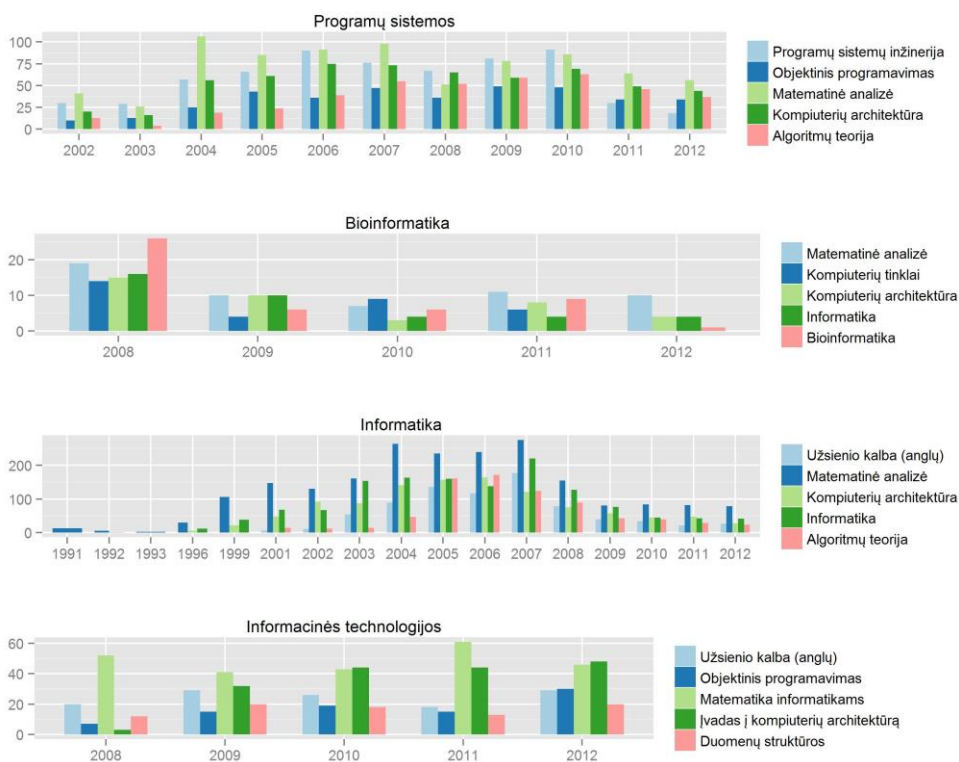 Programų sistemos
100
75
50
25
0
2002 2003 2004 2005 2006 2007 2008 2009 2010 2011 2012
Programų sistemų inžinerija
Objektinis programavimas
Matematinė analizė
Kompiuterių architektūra
Algoritmų teorija
Bioinformatika
20
10
0
2008 2009 2010 2011 2012
Matematinė analizė
Kompiuterių tinklai
Kompiuterių architektūra
Informatika
Bioinformatika
Informatika
200
100
0
1991 1992 1993 1996 1999 2001 2002 2003 2004 2005 2006 2007 2008 2009 2010 2011 2012
Užsienio kalba (anglų)
Matematinė analizė
Kompiuterių architektūra
Informatika
Algoritmų teorija
Informacinės technologijos
60
40
20
0
2008 2009 2010 2011 2012
Užsienio kalba (anglų)
Objektinis programavimas
Matematika informatikams
Įvadas į kompiuterių architektūrą
Duomenų struktūros